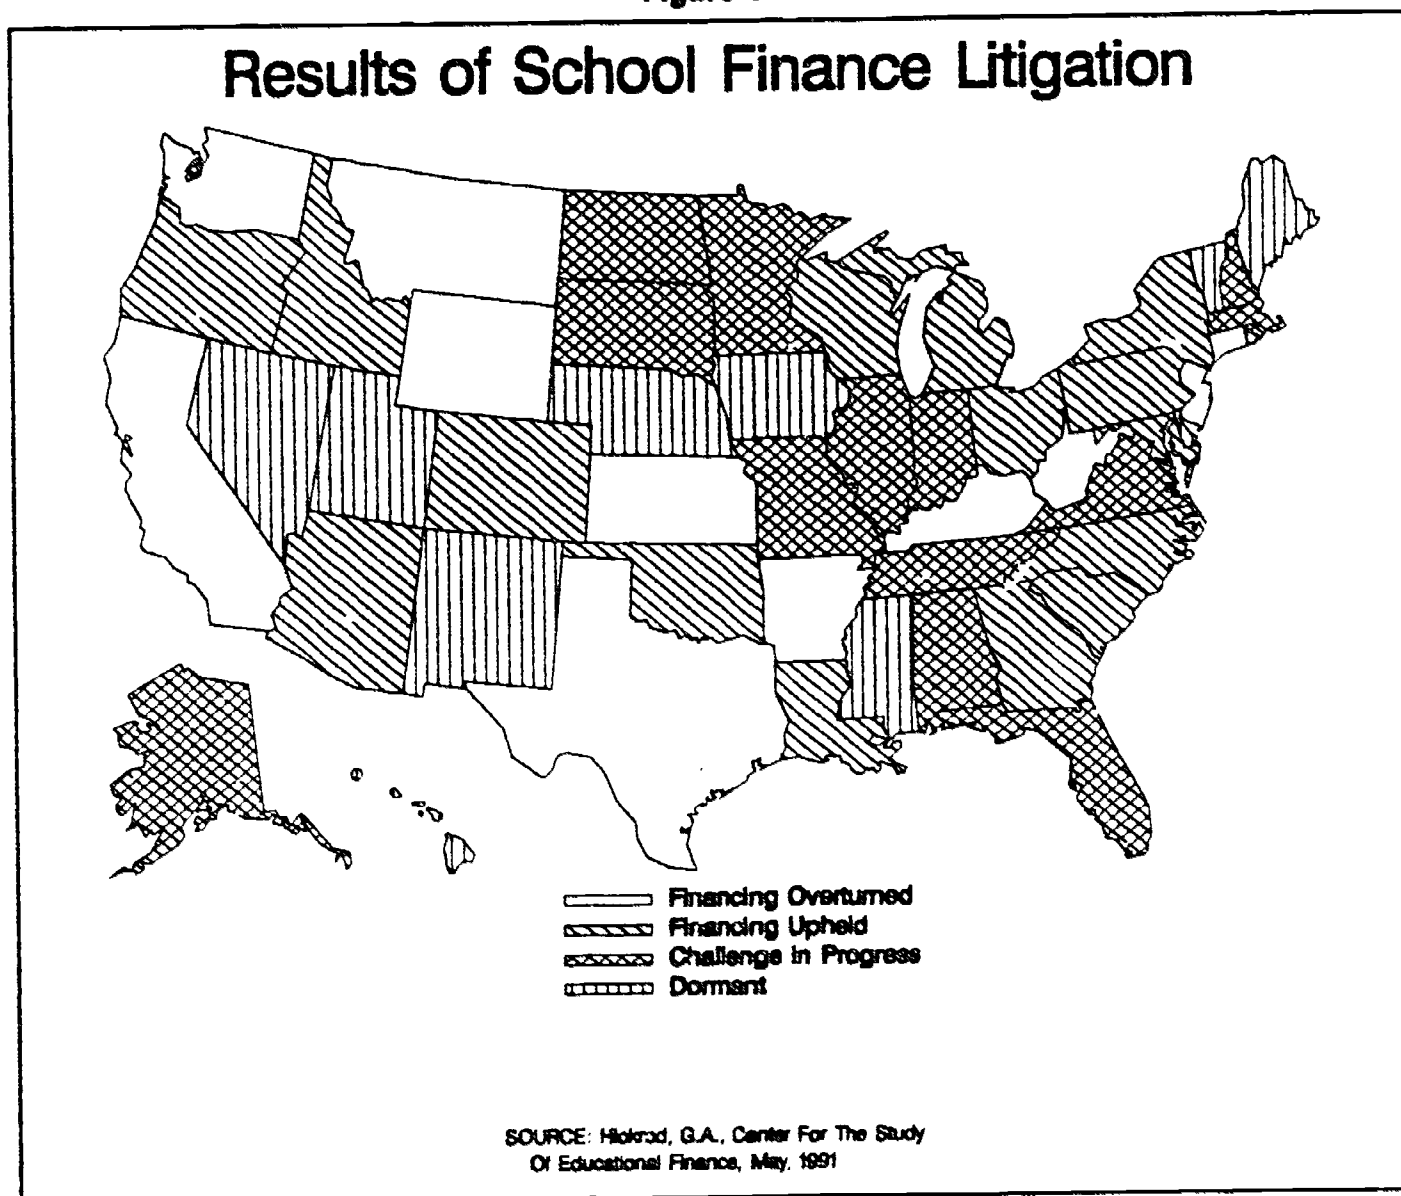 Figure
Results of School Finance Litigation
Financing Overturned
Financing Upheld
Challenge in Progress
Dormant
SOURCE: G.A., Center For The Study
Of Educational Finance, May, 1991